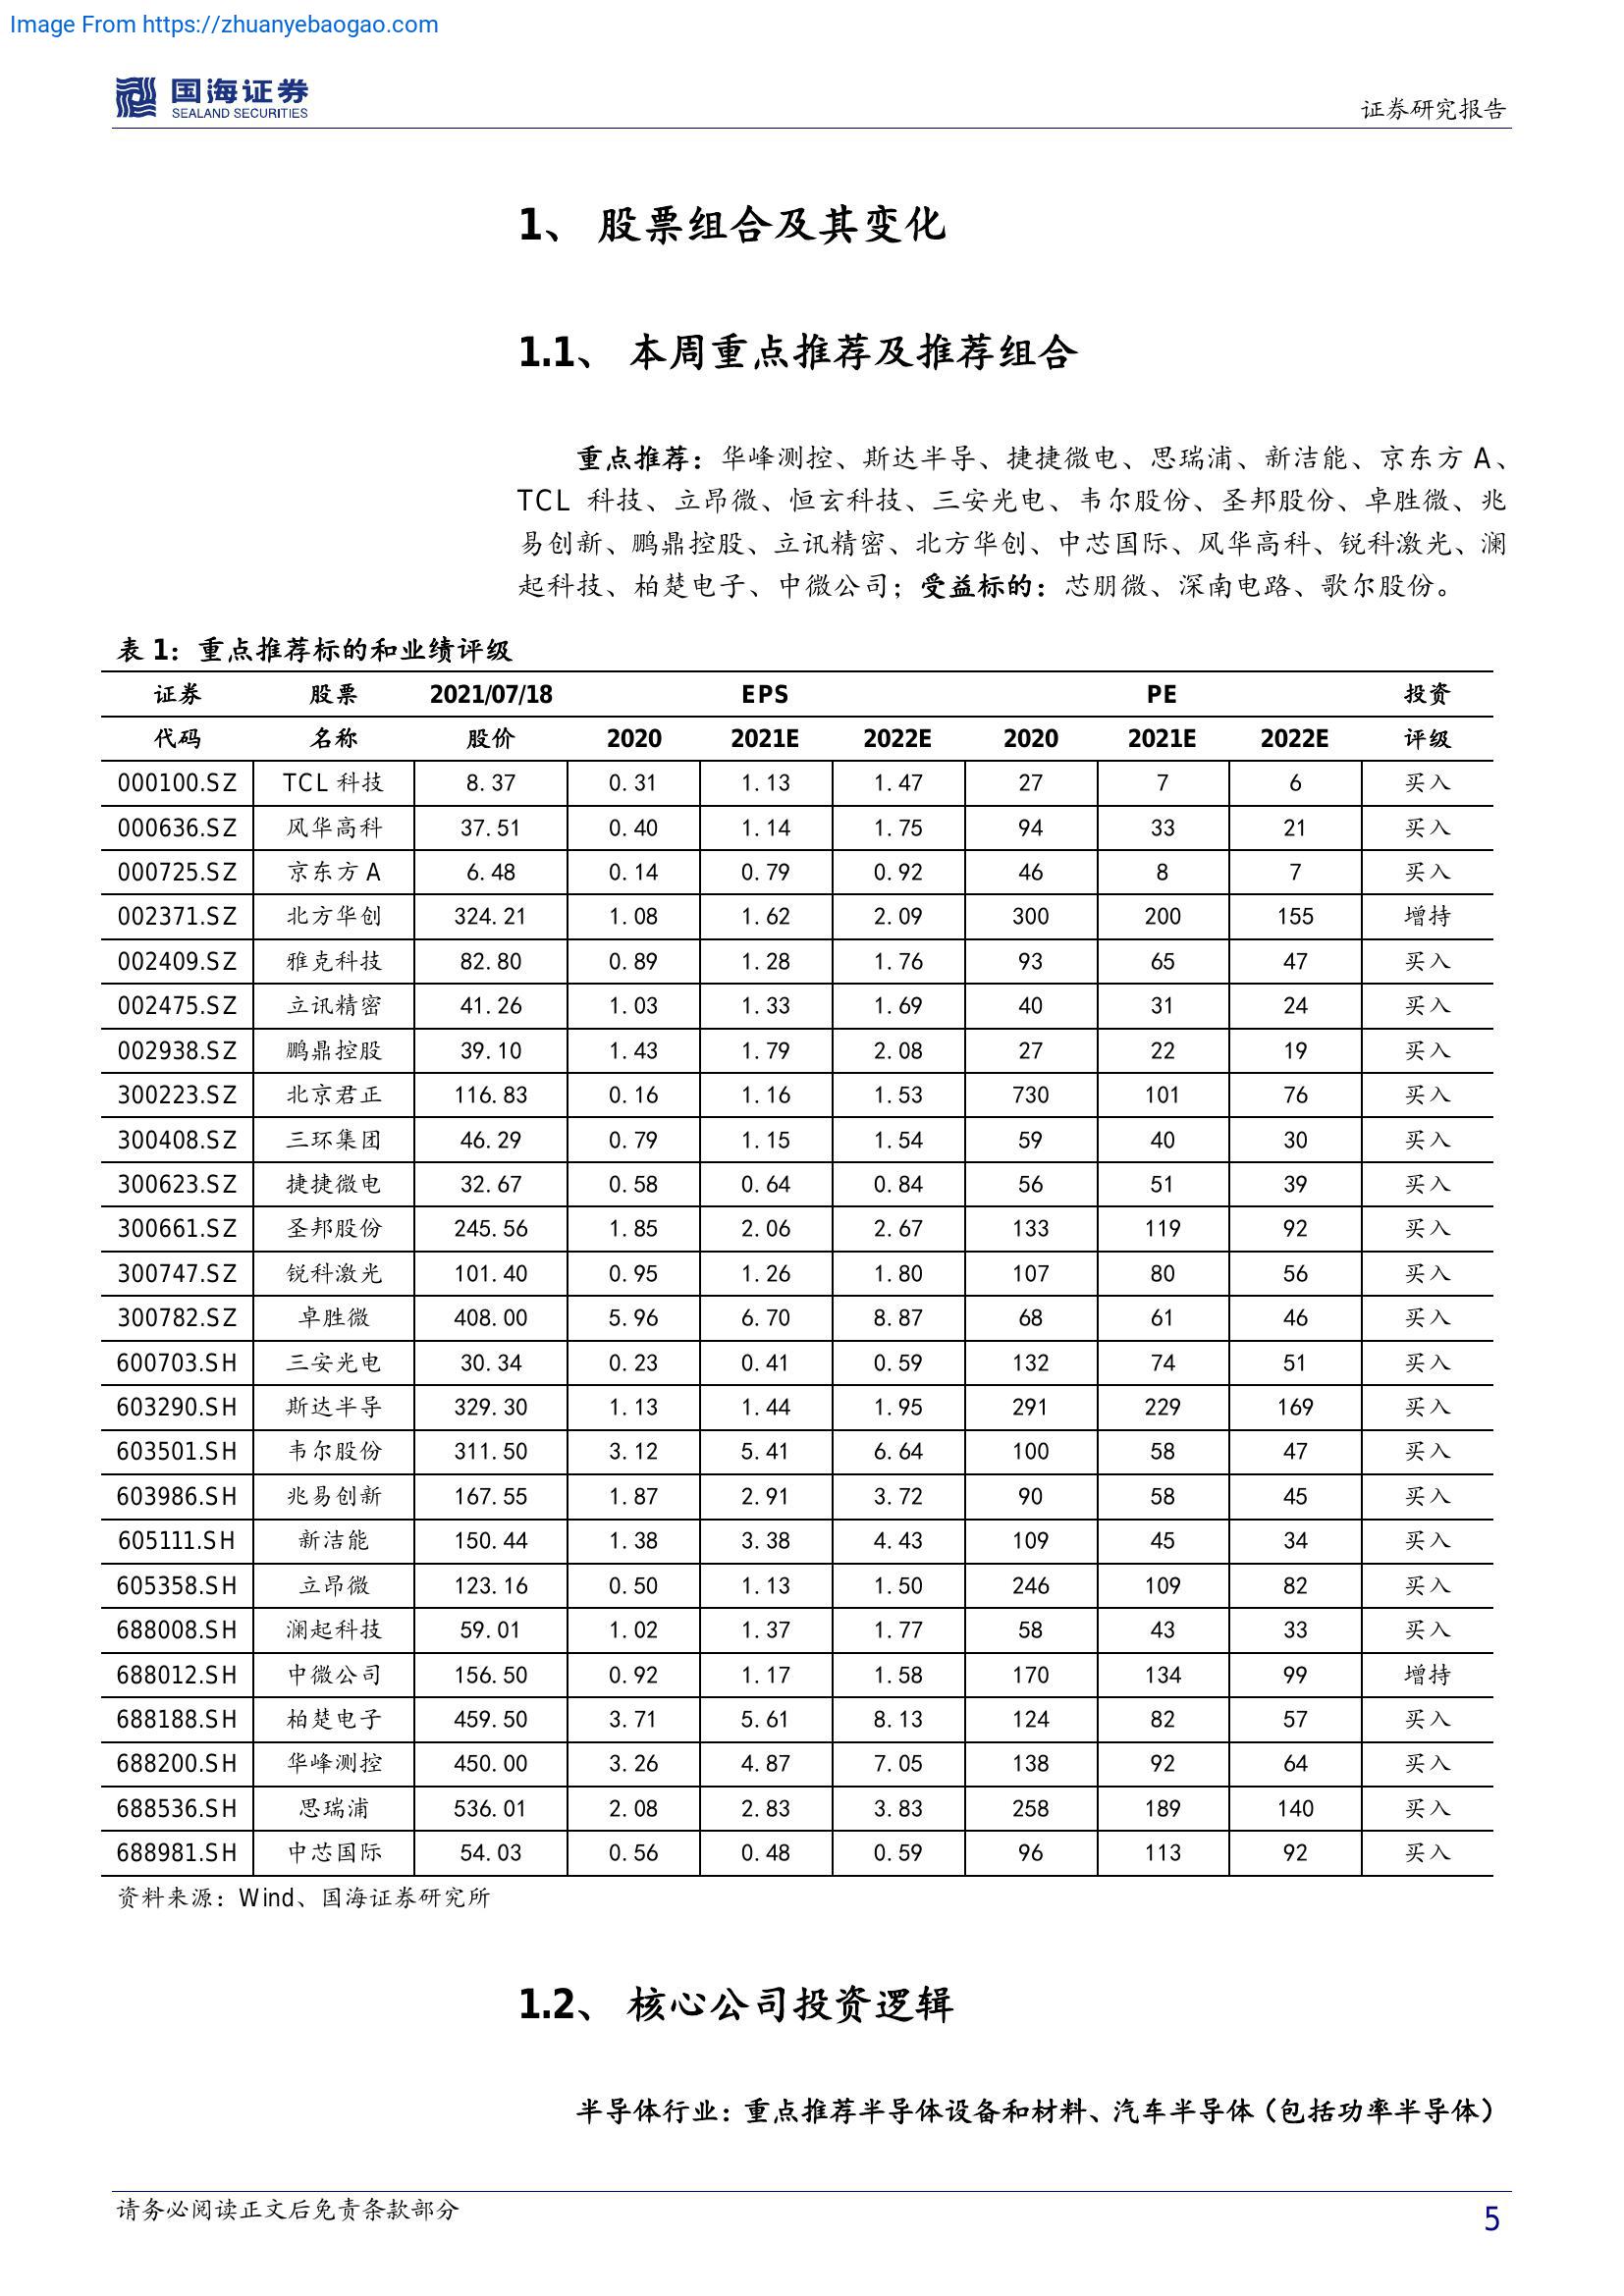 Image From https://zhuanyebaogao.com
国海证券
SEALAND SECURITIES
证券研究报告
1、 股票组合及其变化
1.1、 本周重点推荐及推荐组合
重点推荐：华峰测控、斯达半导、捷捷微电、思瑞浦、新洁能、京东方 A、
TCL 科技、立昂微、恒玄科技、三安光电、韦尔股份、圣邦股份、卓胜微、兆
易创新、鹏鼎控股、立讯精密、北方华创、中芯国际、风华高科、锐科激光、澜
起科技、柏楚电子、中微公司；受益标的：芯朋微、深南电路、歌尔股份。
表 1：重点推荐标的和业绩评级
证券 股票 2021/07/18 EPS PE 投资
代码 名称 股价 2020 2021E 2022E 2020 2021E 2022E 评级
000100.SZ TCL 科技 8.37 0.31 1.13 1.47 27 7 6 买入
000636.SZ 风华高科 37.51 0.40 1.14 1.75 94 33 21 买入
000725.SZ 京东方 A 6.48 0.14 0.79 0.92 46 8 7 买入
002371.SZ 北方华创 324.21 1.08 1.62 2.09 300 200 155 增持
002409.SZ 雅克科技 82.80 0.89 1.28 1.76 93 65 47 买入
002475.SZ 立讯精密 41.26 1.03 1.33 1.69 40 31 24 买入
002938.SZ 鹏鼎控股 39.10 1.43 1.79 2.08 27 22 19 买入
300223.SZ 北京君正 116.83 0.16 1.16 1.53 730 101 76 买入
300408.SZ 三环集团 46.29 0.79 1.15 1.54 59 40 30 买入
300623.SZ 捷捷微电 32.67 0.58 0.64 0.84 56 51 39 买入
300661.SZ 圣邦股份 245.56 1.85 2.06 2.67 133 119 92 买入
300747.SZ 锐科激光 101.40 0.95 1.26 1.80 107 80 56 买入
300782.SZ 卓胜微 408.00 5.96 6.70 8.87 68 61 46 买入
600703.SH 三安光电 30.34 0.23 0.41 0.59 132 74 51 买入
603290.SH 斯达半导 329.30 1.13 1.44 1.95 291 229 169 买入
603501.SH 韦尔股份 311.50 3.12 5.41 6.64 100 58 47 买入
603986.SH 兆易创新 167.55 1.87 2.91 3.72 90 58 45 买入
605111.SH 新洁能 150.44 1.38 3.38 4.43 109 45 34 买入
605358.SH 立昂微 123.16 0.50 1.13 1.50 246 109 82 买入
688008.SH 澜起科技 59.01 1.02 1.37 1.77 58 43 33 买入
688012.SH 中微公司 156.50 0.92 1.17 1.58 170 134 99 增持
688188.SH 柏楚电子 459.50 3.71 5.61 8.13 124 82 57 买入
688200.SH 华峰测控 450.00 3.26 4.87 7.05 138 92 64 买入
688536.SH 思瑞浦 536.01 2.08 2.83 3.83 258 189 140 买入
688981.SH 中芯国际 54.03 0.56 0.48 0.59 96 113 92 买入
资料来源：Wind、国海证券研究所
1.2、 核心公司投资逻辑
半导体行业：重点推荐半导体设备和材料、汽车半导体（包括功率半导体）
请务必阅读正文后免责条款部分
5